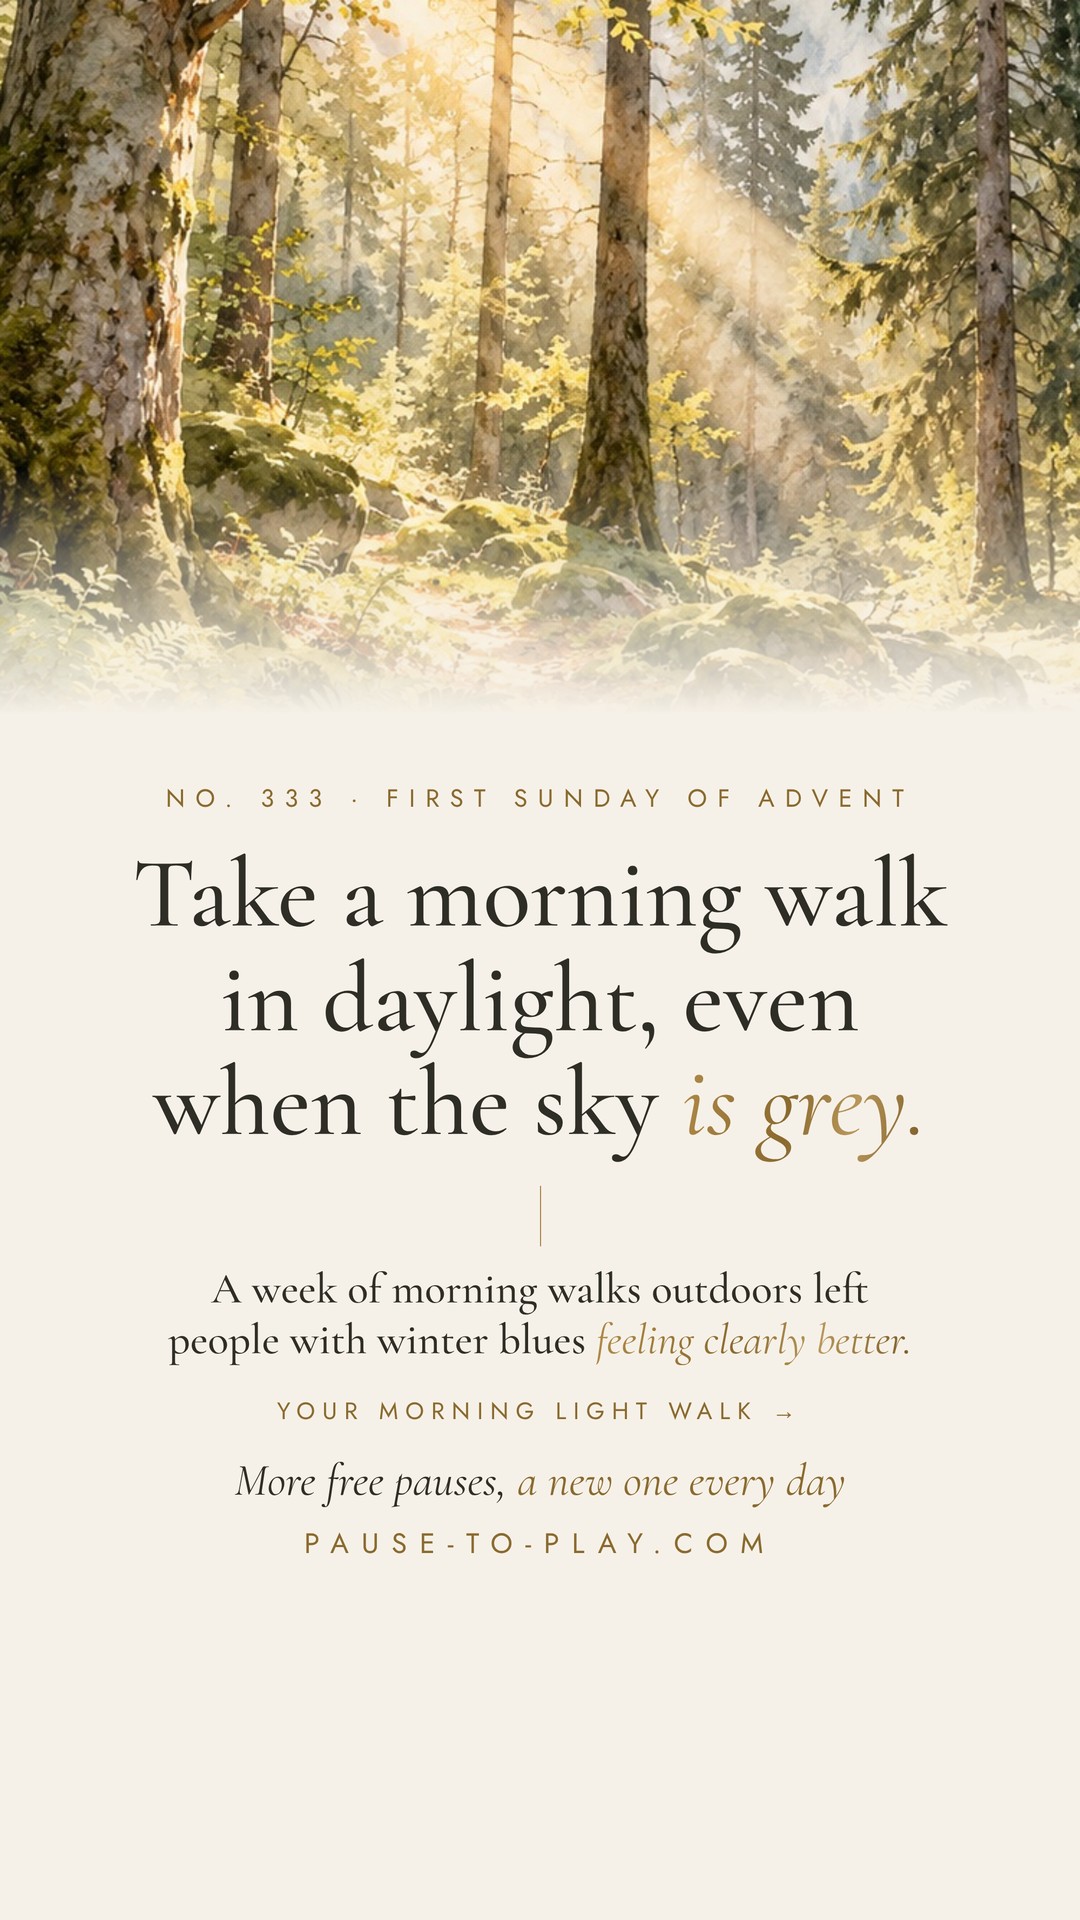 NO. 333 · FIRST SUNDAY OF ADVENT
Take a morning walk
in daylight, even
when the sky is grey.
A week of morning walks outdoors left
people with winter blues feeling clearly better.
YOUR MORNING LIGHT WALK →
More free pauses, a new one every day
PAUSE-TO-PLAY.COM